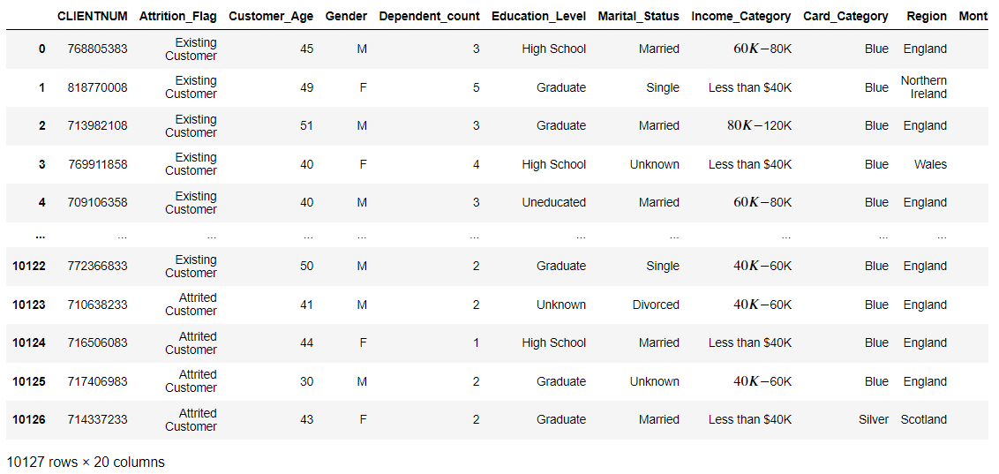 CLIENTNUM Attrition_Flag Customer_Age Gender Dependent_count Education_Level Marital_Status Income_Category Card_Category Region Mont
0 768805383 Existing Customer 45 M 3 High School Married 60K−80K Blue England
1 818770008 Existing Customer 49 F 5 Graduate Single Less than $40K Blue Northern Ireland
2 713982108 Existing Customer 51 M 3 Graduate Married 80K−120K Blue England
3 769911858 Existing Customer 40 F 4 High School Unknown Less than $40K Blue Wales
4 709106358 Existing Customer 40 M 3 Uneducated Married 60K−80K Blue England
... ... ... ... ... ... ... ... ... ... ...
10122 772366833 Existing Customer 50 M 2 Graduate Single 40K−60K Blue England
10123 710638233 Attrited Customer 41 M 2 Unknown Divorced 40K−60K Blue England
10124 716506083 Attrited Customer 44 F 1 High School Married Less than $40K Blue England
10125 717406983 Attrited Customer 30 M 2 Graduate Unknown 40K−60K Blue England
10126 714337233 Attrited Customer 43 F 2 Graduate Married Less than $40K Silver Scotland
10127 rows × 20 columns